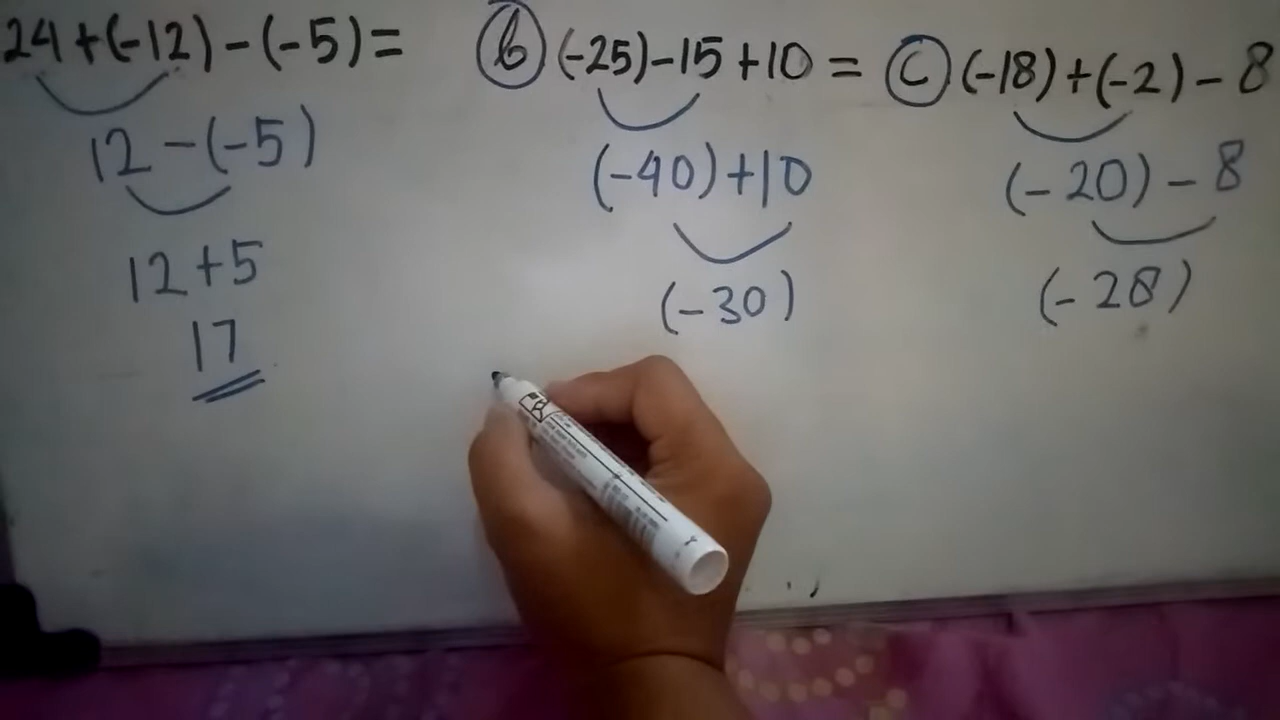 24 + (-12) - (-5) =
12 - (-5)
12 + 5
17
b (-25) - 15 + 10 =
(-40) + 10
(-30)
c (-18) + (-2) - 8
(-20) - 8
(-28)